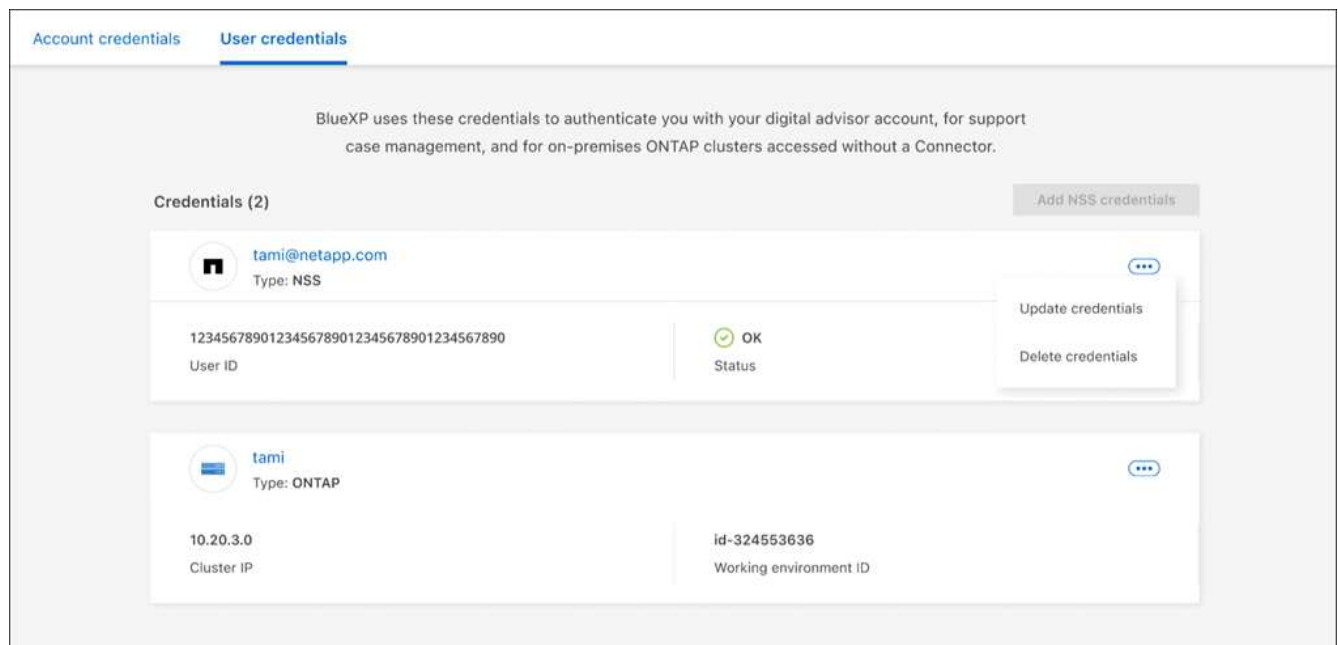 Account credentials
User credentials
BlueXP uses these credentials to authenticate you with your digital advisor account, for support
case management, and for on-premises ONTAP clusters accessed without a Connector.
Credentials (2)
Add NSS credentials
tami@netapp.com
Type: NSS
Update credentials
Delete credentials
1234567890123456789012345678901234567890
User ID
OK
Status
tami
Type: ONTAP
10.20.3.0
Cluster IP
id-324553636
Working environment ID